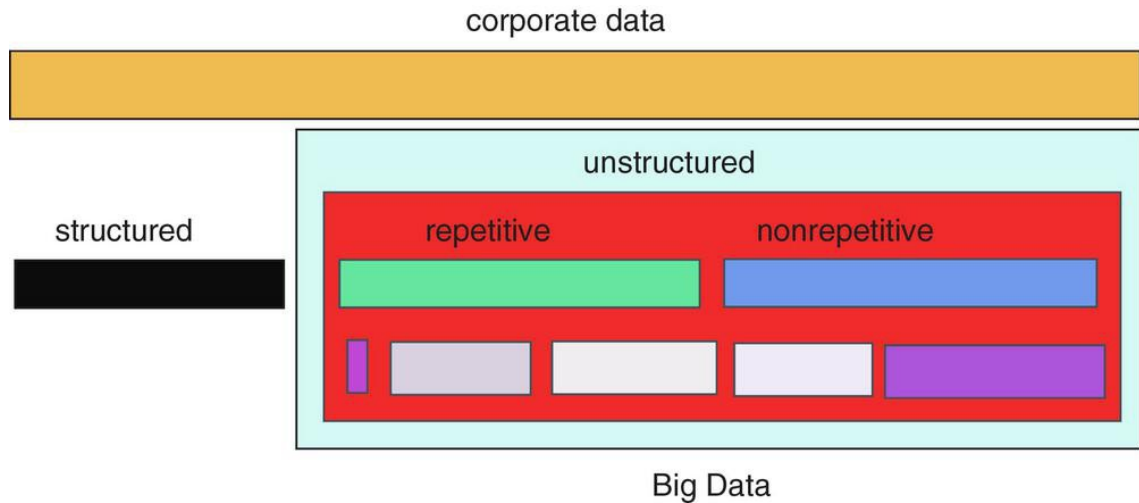 corporate data
unstructured
structured
repetitive
nonrepetitive
Big Data